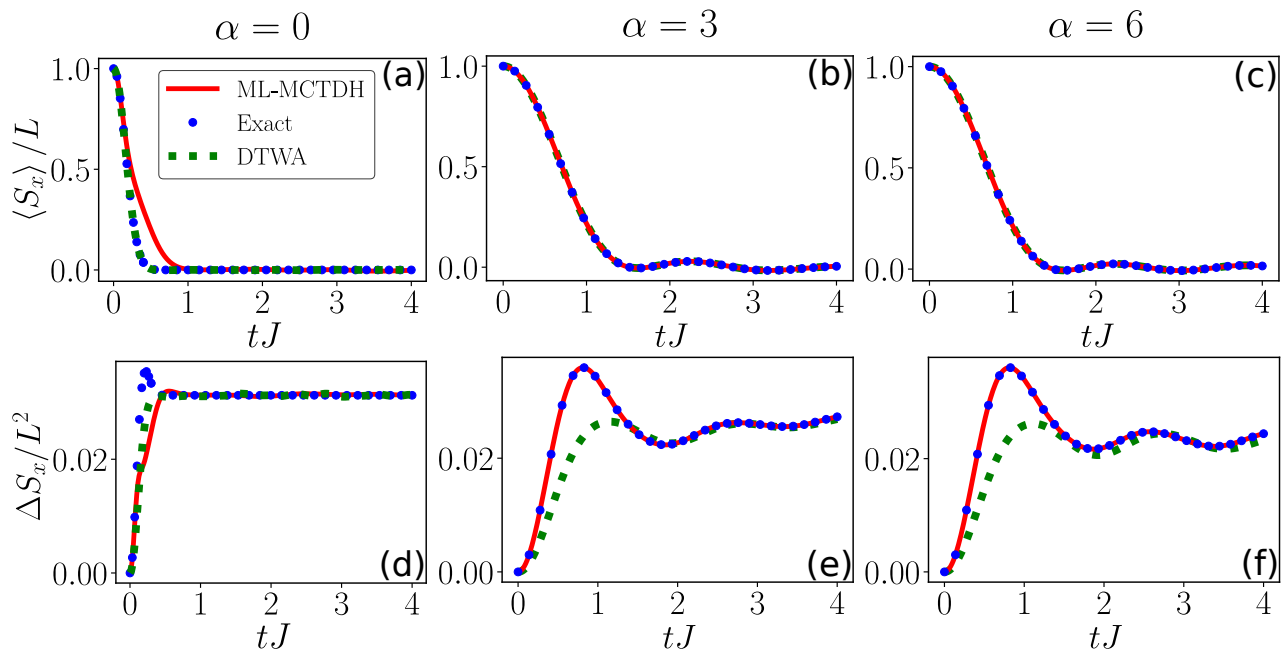 α = 0 α = 3 α = 6
(a) (b) (c)
ML-MCTDH
Exact
DTWA
⟨Sx⟩/L
1.0 0.5 0.0
1.0 0.5 0.0
1.0 0.5 0.0
0 1 2 3 4
0 1 2 3 4
0 1 2 3 4
tJ tJ tJ
ΔSx/L²
0.02 0.00
0.02 0.00
0.02 0.00
(d) (e) (f)
0 1 2 3 4
0 1 2 3 4
0 1 2 3 4
tJ tJ tJ